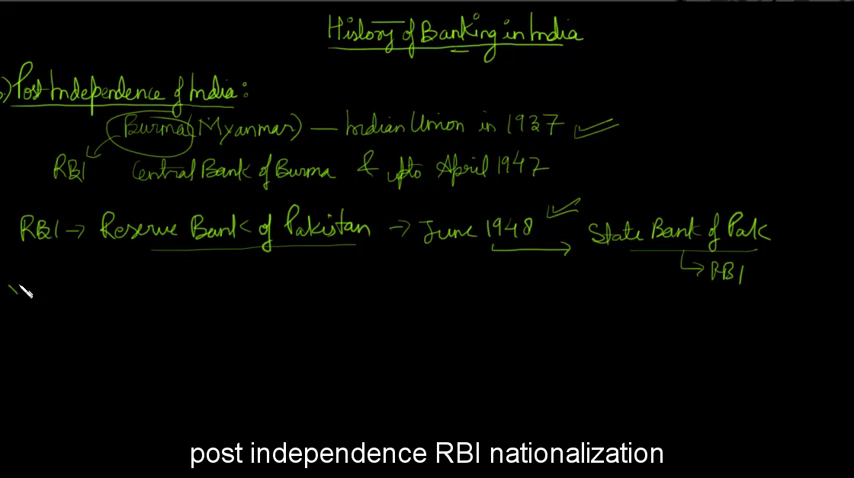 History of Banking in India
Post Independence of India:
Burma (Myanmar) — Indian Union in 1937
RBI Central Bank of Burma & upto April 1947
RBI → Reserve Bank of Pakistan → June 1948 → State Bank of Pak
→ RBI
post independence RBI nationalization